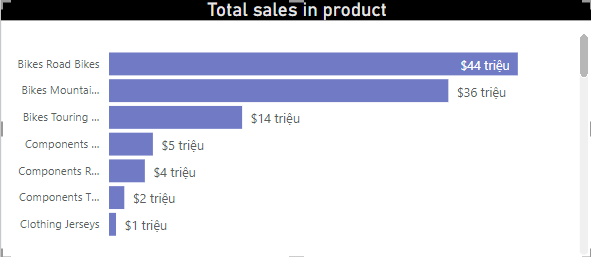 Total sales in product
Bikes Road Bikes $44 triệu
Bikes Mountai... $36 triệu
Bikes Touring ... $14 triệu
Components ... $5 triệu
Components R... $4 triệu
Components T... $2 triệu
Clothing Jerseys $1 triệu